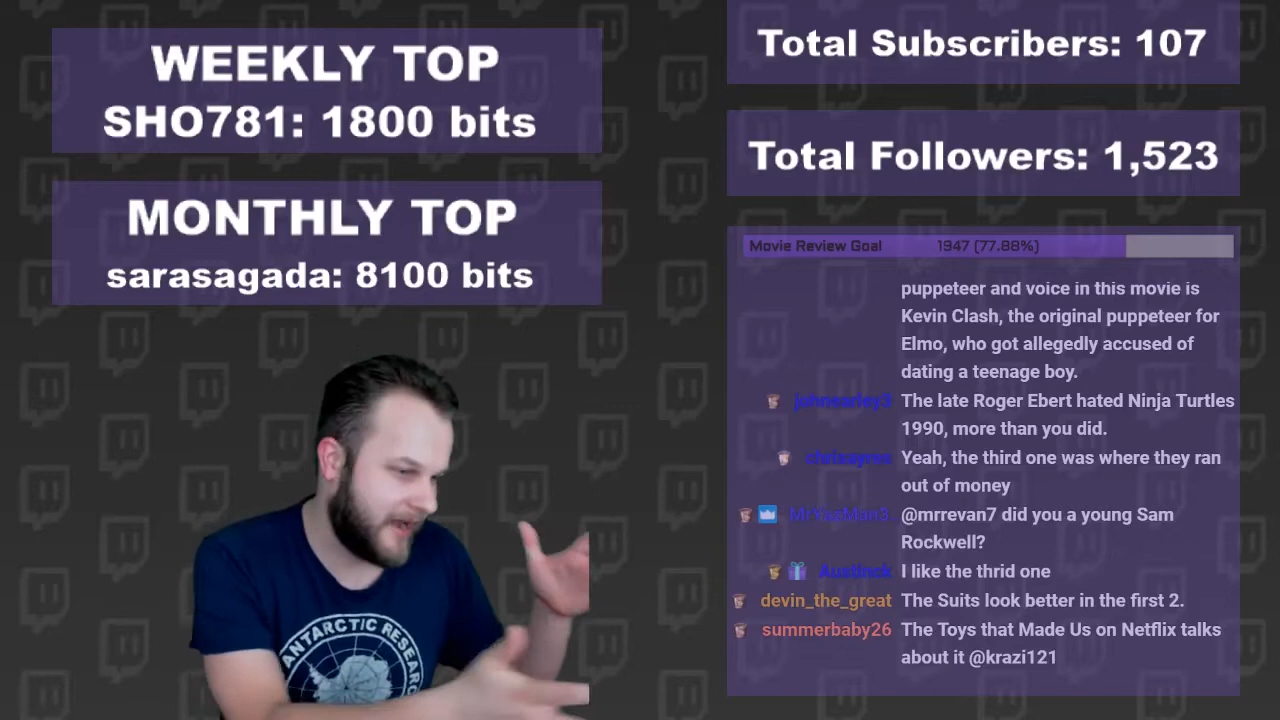 WEEKLY TOP
SHO781: 1800 bits
MONTHLY TOP
sarasagada: 8100 bits
Total Subscribers: 107
Total Followers: 1,523
Movie Review Goal 1947 (77.88%)
puppeteer and voice in this movie is
Kevin Clash, the original puppeteer for
Elmo, who got allegedly accused of
dating a teenage boy.
johnearley3 The late Roger Ebert hated Ninja Turtles
1990, more than you did.
Yeah, the third one was where they ran
out of money
MrYazMan3.. @mrrevan7 did you a young Sam
Rockwell?
I like the thrid one
devin_the_great The Suits look better in the first 2.
summerbaby26 The Toys that Made Us on Netflix talks
about it @krazi121
ANTARCTIC RESEARC